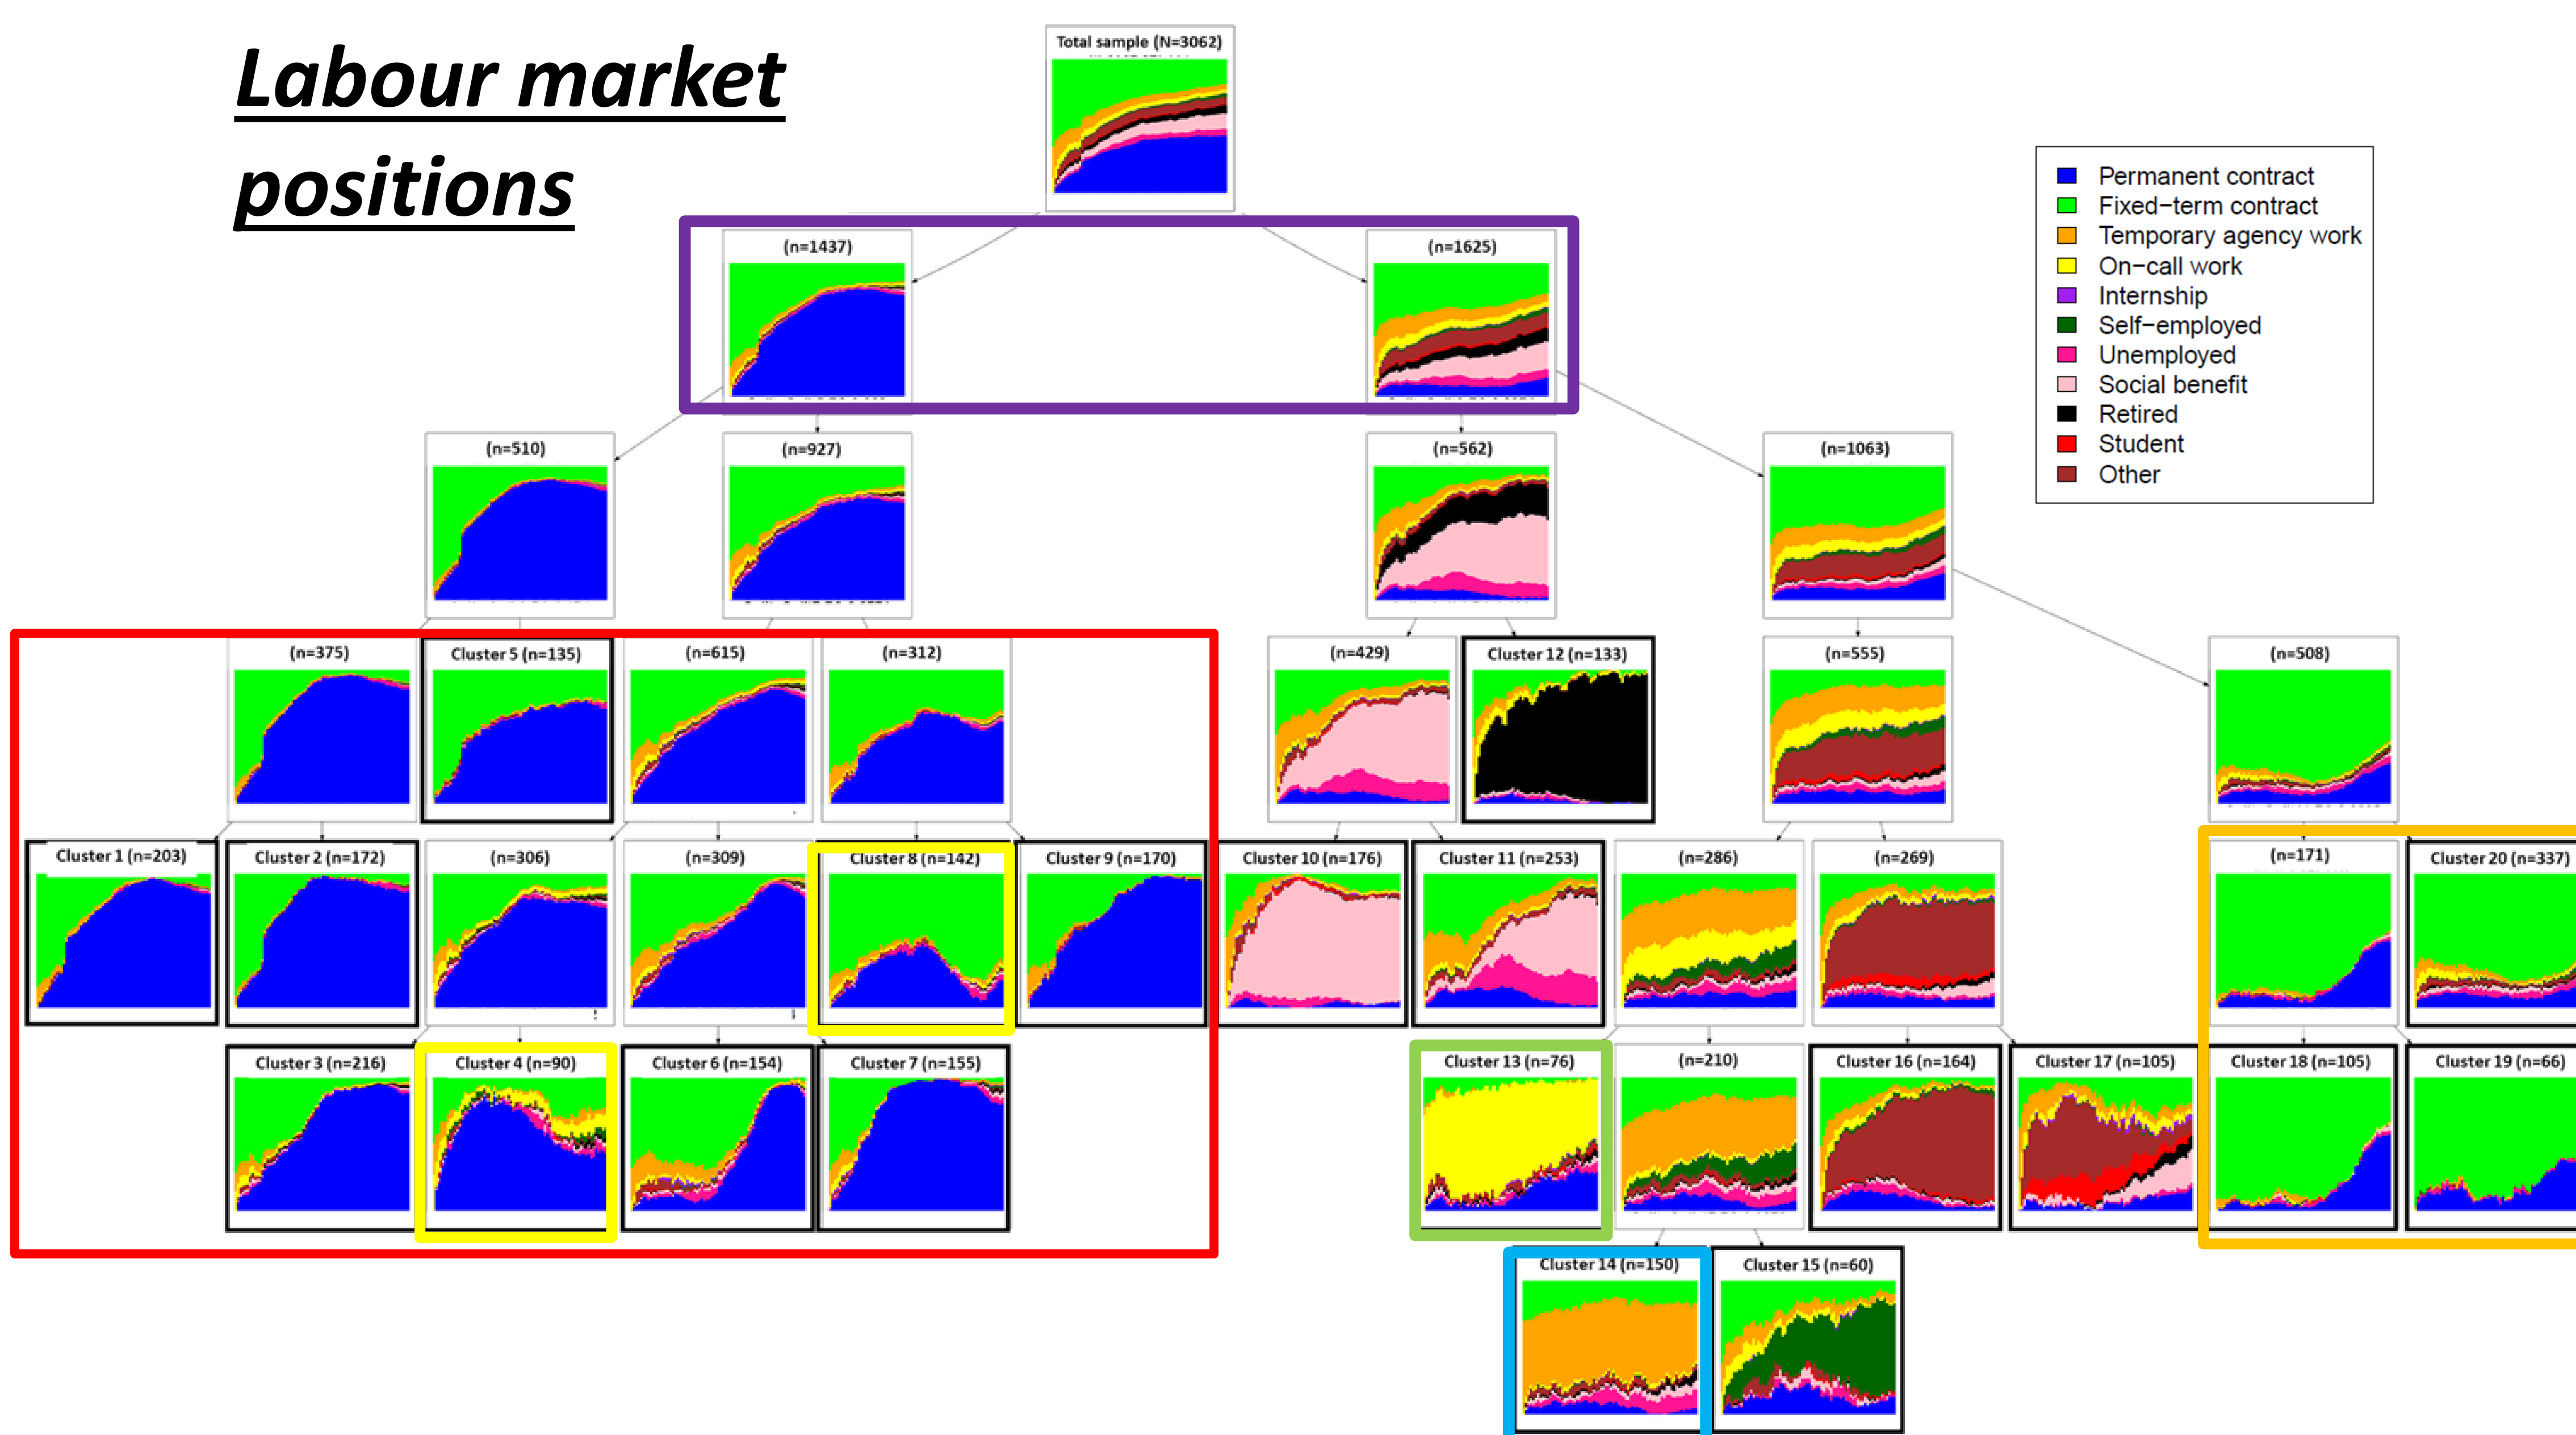 Labour market
positions
Total sample (N=3062)
Permanent contract
Fixed−term contract
Temporary agency work
On−call work
Internship
Self−employed
Unemployed
Social benefit
Retired
Student
Other
(n=1437)
(n=1625)
(n=510)
(n=927)
(n=562)
(n=1063)
(n=375)
Cluster 5 (n=135)
(n=615)
(n=312)
(n=429)
Cluster 12 (n=133)
(n=555)
(n=508)
Cluster 1 (n=203)
Cluster 2 (n=172)
(n=306)
(n=309)
Cluster 8 (n=142)
Cluster 9 (n=170)
Cluster 10 (n=176)
Cluster 11 (n=253)
(n=286)
(n=269)
(n=171)
Cluster 20 (n=337)
Cluster 3 (n=216)
Cluster 4 (n=90)
Cluster 6 (n=154)
Cluster 7 (n=155)
Cluster 13 (n=76)
(n=210)
Cluster 16 (n=164)
Cluster 17 (n=105)
Cluster 18 (n=105)
Cluster 19 (n=66)
Cluster 14 (n=150)
Cluster 15 (n=60)